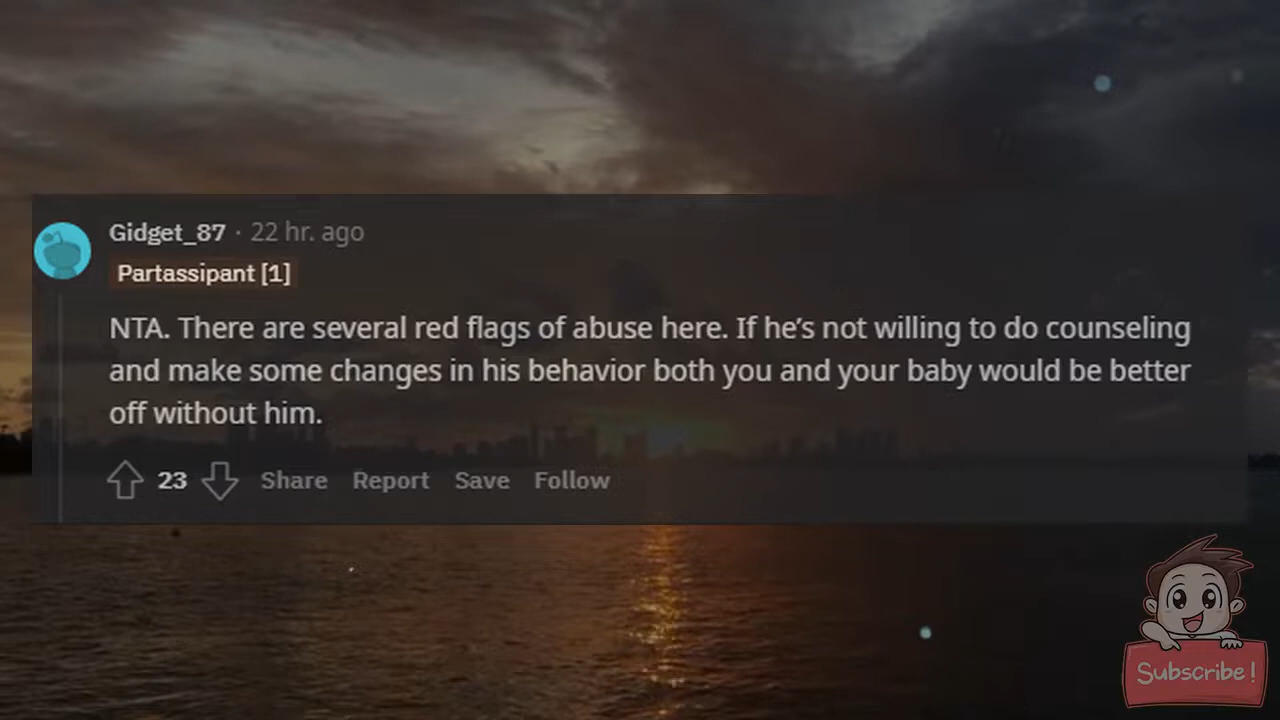 Gidget_87 · 22 hr. ago
Partassipant [1]
NTA. There are several red flags of abuse here. If he's not willing to do counseling
and make some changes in his behavior both you and your baby would be better
off without him.
23 Share Report Save Follow
Subscribe!